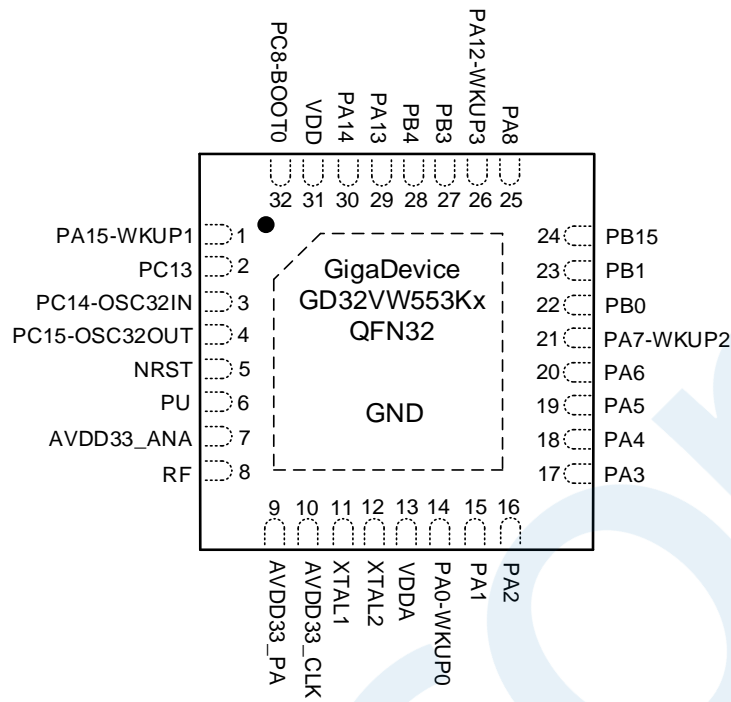 PC8-BOOT0
VDD
PA14
PA13
PB4
PB3
PA12-WKUP3
PA8
32 31 30 29 28 27 26 25
PA15-WKUP1 1
PC13 2
PC14-OSC32IN 3
PC15-OSC32OUT 4
NRST 5
PU 6
AVDD33_ANA 7
RF 8
GigaDevice
GD32VW553Kx
QFN32
GND
24 PB15
23 PB1
22 PB0
21 PA7-WKUP2
20 PA6
19 PA5
18 PA4
17 PA3
9 10 11 12 13 14 15 16
AVDD33_PA
AVDD33_CLK
XTAL1
XTAL2
VDDA
PA0-WKUP0
PA1
PA2